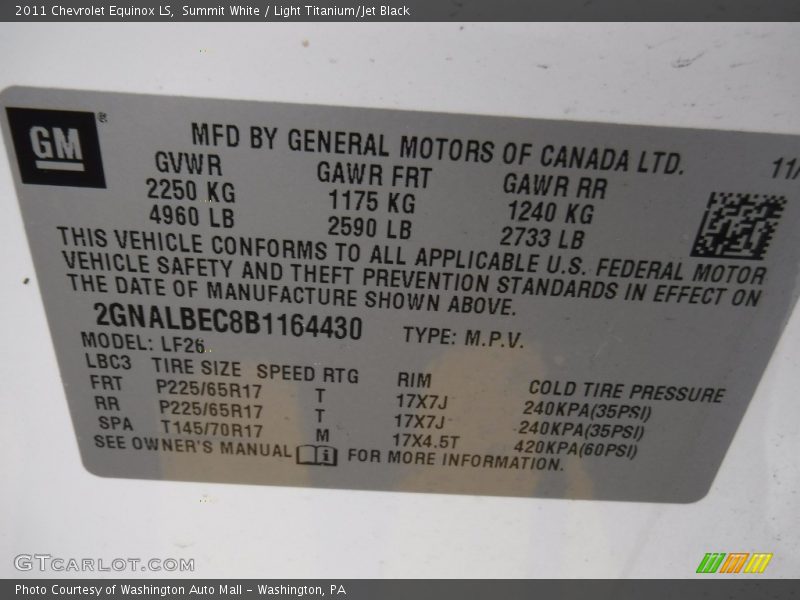 2011 Chevrolet Equinox LS,  Summit White / Light Titanium/Jet Black
GM ®
MFD BY GENERAL MOTORS OF CANADA LTD.
11/
GVWR GAWR FRT GAWR RR
2250 KG 1175 KG 1240 KG
4960 LB 2590 LB 2733 LB
THIS VEHICLE CONFORMS TO ALL APPLICABLE U.S. FEDERAL MOTOR
VEHICLE SAFETY AND THEFT PREVENTION STANDARDS IN EFFECT ON
THE DATE OF MANUFACTURE SHOWN ABOVE.
2GNALBEC8B1164430 TYPE: M.P.V.
MODEL: LF26
LBC3 TIRE SIZE SPEED RTG RIM COLD TIRE PRESSURE
FRT P225/65R17 T 17X7J 240KPA(35PSI)
RR P225/65R17 T 17X7J 240KPA(35PSI)
SPA T145/70R17 M 17X4.5T 420KPA(60PSI)
SEE OWNER'S MANUAL i FOR MORE INFORMATION.
GTCARLOT.COM
Photo Courtesy of Washington Auto Mall – Washington, PA